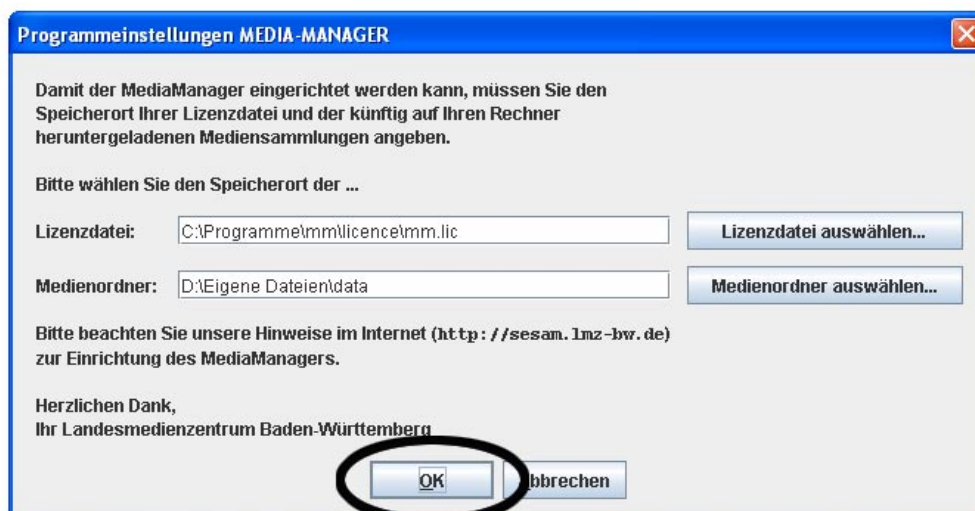 Programmeinstellungen MEDIA-MANAGER
Damit der MediaManager eingerichtet werden kann, müssen Sie den
Speicherort Ihrer Lizenzdatei und der künftig auf Ihren Rechner
heruntergeladenen Mediensammlungen angeben.
Bitte wählen Sie den Speicherort der ...
Lizenzdatei: C:\Programme\mm\licence\mm.lic Lizenzdatei auswählen...
Medienordner: D:\Eigene Dateien\data Medienordner auswählen...
Bitte beachten Sie unsere Hinweise im Internet (http://sesam.lmz-bw.de)
zur Einrichtung des MediaManagers.
Herzlichen Dank,
Ihr Landesmedienzentrum Baden-Württemberg
OK Abbrechen